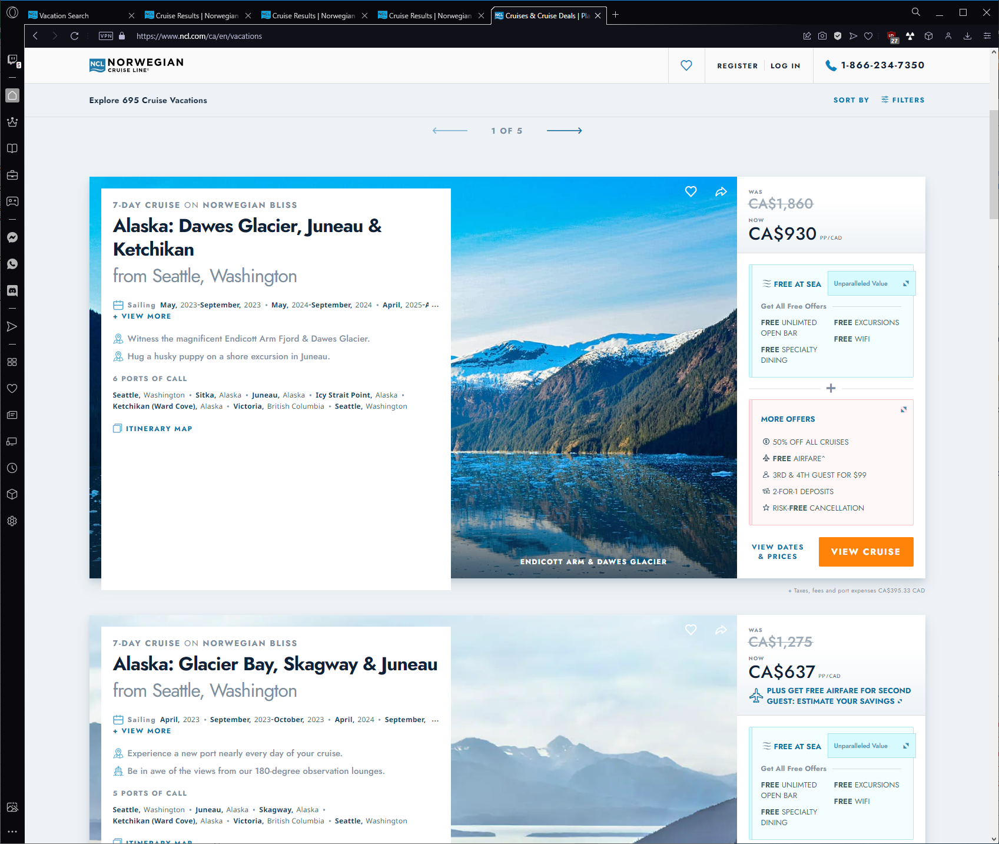 Vacation Search
Cruise Results | Norwegian
Cruise Results | Norwegian
Cruise Results | Norwegian
Cruises & Cruise Deals | Pla
VPN
https://www.ncl.com/ca/en/vacations
27
5
NCL NORWEGIAN
CRUISE LINE
REGISTER
LOG IN
1-866-234-7350
Explore 695 Cruise Vacations
SORT BY
FILTERS
1 OF 5
7-DAY CRUISE ON NORWEGIAN BLISS
Alaska: Dawes Glacier, Juneau &
Ketchikan
from Seattle, Washington
Sailing May, 2023-September, 2023 • May, 2024-September, 2024 • April, 2025-A ...
+ VIEW MORE
Witness the magnificent Endicott Arm Fjord & Dawes Glacier.
Hug a husky puppy on a shore excursion in Juneau.
6 PORTS OF CALL
Seattle, Washington • Sitka, Alaska • Juneau, Alaska • Icy Strait Point, Alaska •
Ketchikan (Ward Cove), Alaska • Victoria, British Columbia • Seattle, Washington
ITINERARY MAP
ENDICOTT ARM & DAWES GLACIER
WAS
CA$1,860
NOW
CA$930 PP/CAD
FREE AT SEA
Unparalleled Value
Get All Free Offers
FREE UNLIMTED
OPEN BAR
FREE SPECIALTY
DINING
FREE EXCURSIONS
FREE WIFI
+
MORE OFFERS
50% OFF ALL CRUISES
FREE AIRFARE^
3RD & 4TH GUEST FOR $99
2-FOR-1 DEPOSITS
RISK-FREE CANCELLATION
VIEW DATES
& PRICES
VIEW CRUISE
+ Taxes, fees and port expenses CA$395.33 CAD
7-DAY CRUISE ON NORWEGIAN BLISS
Alaska: Glacier Bay, Skagway & Juneau
from Seattle, Washington
Sailing April, 2023 • September, 2023-October, 2023 • April, 2024 • September, ...
+ VIEW MORE
Experience a new port nearly every day of your cruise.
Be in awe of the views from our 180-degree observation lounges.
5 PORTS OF CALL
Seattle, Washington • Juneau, Alaska • Skagway, Alaska •
Ketchikan (Ward Cove), Alaska • Victoria, British Columbia • Seattle, Washington
ITINERARY MAP
WAS
CA$1,275
NOW
CA$637 PP/CAD
PLUS GET FREE AIRFARE FOR SECOND
GUEST: ESTIMATE YOUR SAVINGS
FREE AT SEA
Unparalleled Value
Get All Free Offers
FREE UNLIMTED
OPEN BAR
FREE SPECIALTY
DINING
FREE EXCURSIONS
FREE WIFI